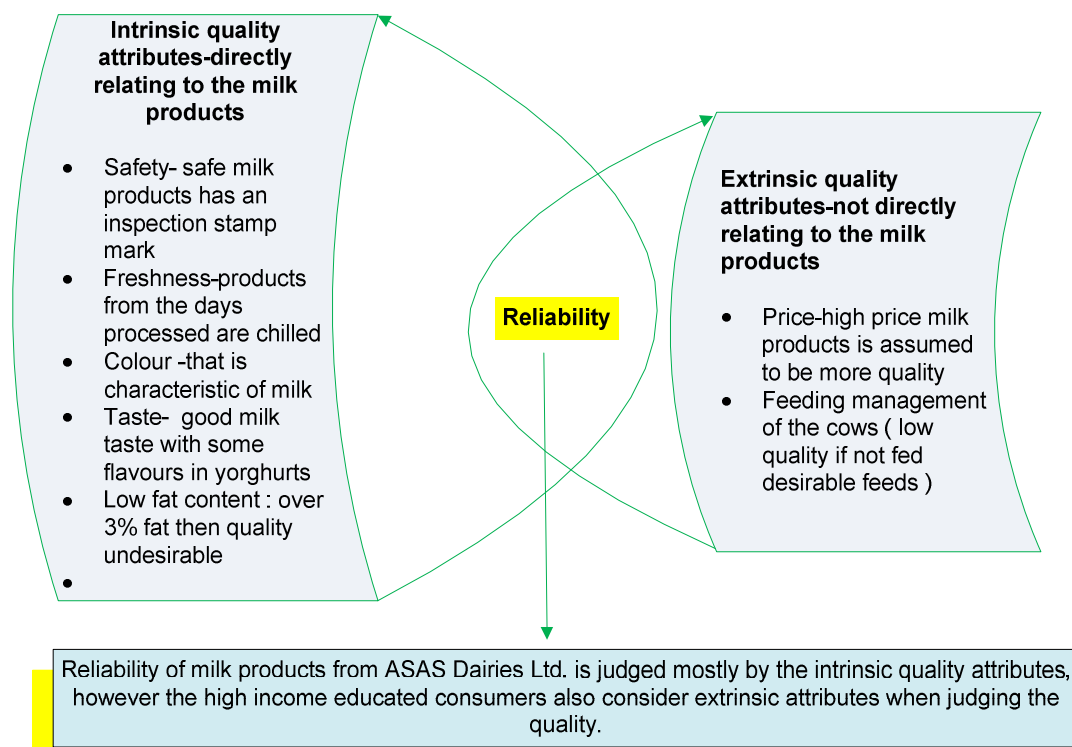 Intrinsic quality
attributes-directly
relating to the milk
products
• Safety- safe milk
products has an
inspection stamp
mark
• Freshness-products
from the days
processed are chilled
• Colour -that is
characteristic of milk
• Taste- good milk
taste with some
flavours in yorghurts
• Low fat content : over
3% fat then quality
undesirable
•
Reliability
Extrinsic quality
attributes-not directly
relating to the milk
products
• Price-high price milk
products is assumed
to be more quality
• Feeding management
of the cows ( low
quality if not fed
desirable feeds )
Reliability of milk products from ASAS Dairies Ltd. is judged mostly by the intrinsic quality attributes,
however the high income educated consumers also consider extrinsic attributes when judging the
quality.